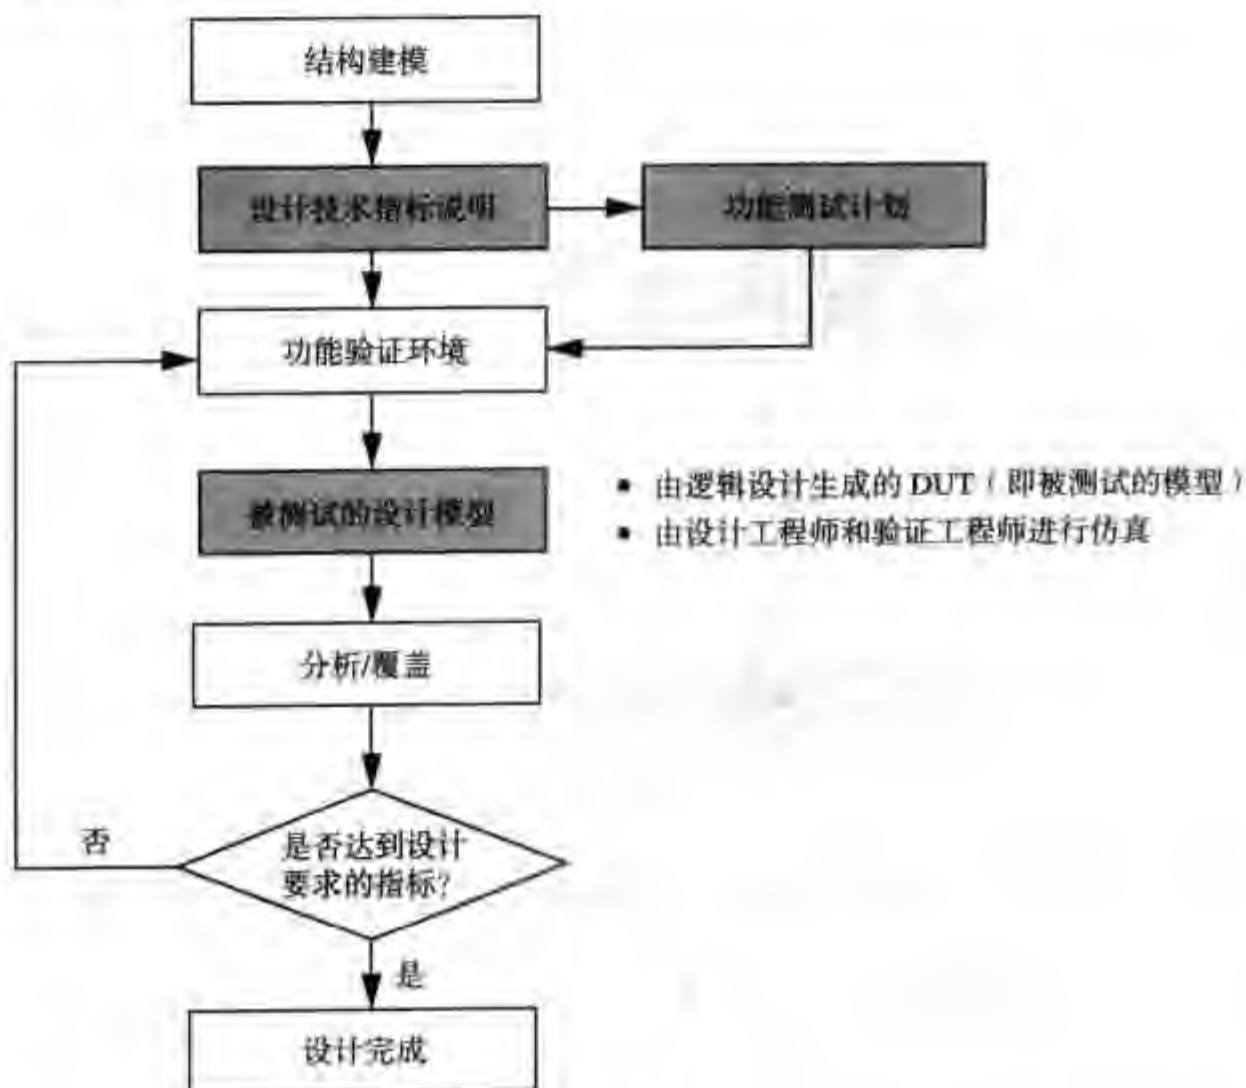 结构建模
设计技术指标说明
功能测试计划
功能验证环境
被测试的设计模型
▪ 由逻辑设计生成的 DUT（即被测试的模型）
▪ 由设计工程师和验证工程师进行仿真
分析/覆盖
否
是否达到设计
要求的指标？
是
设计完成